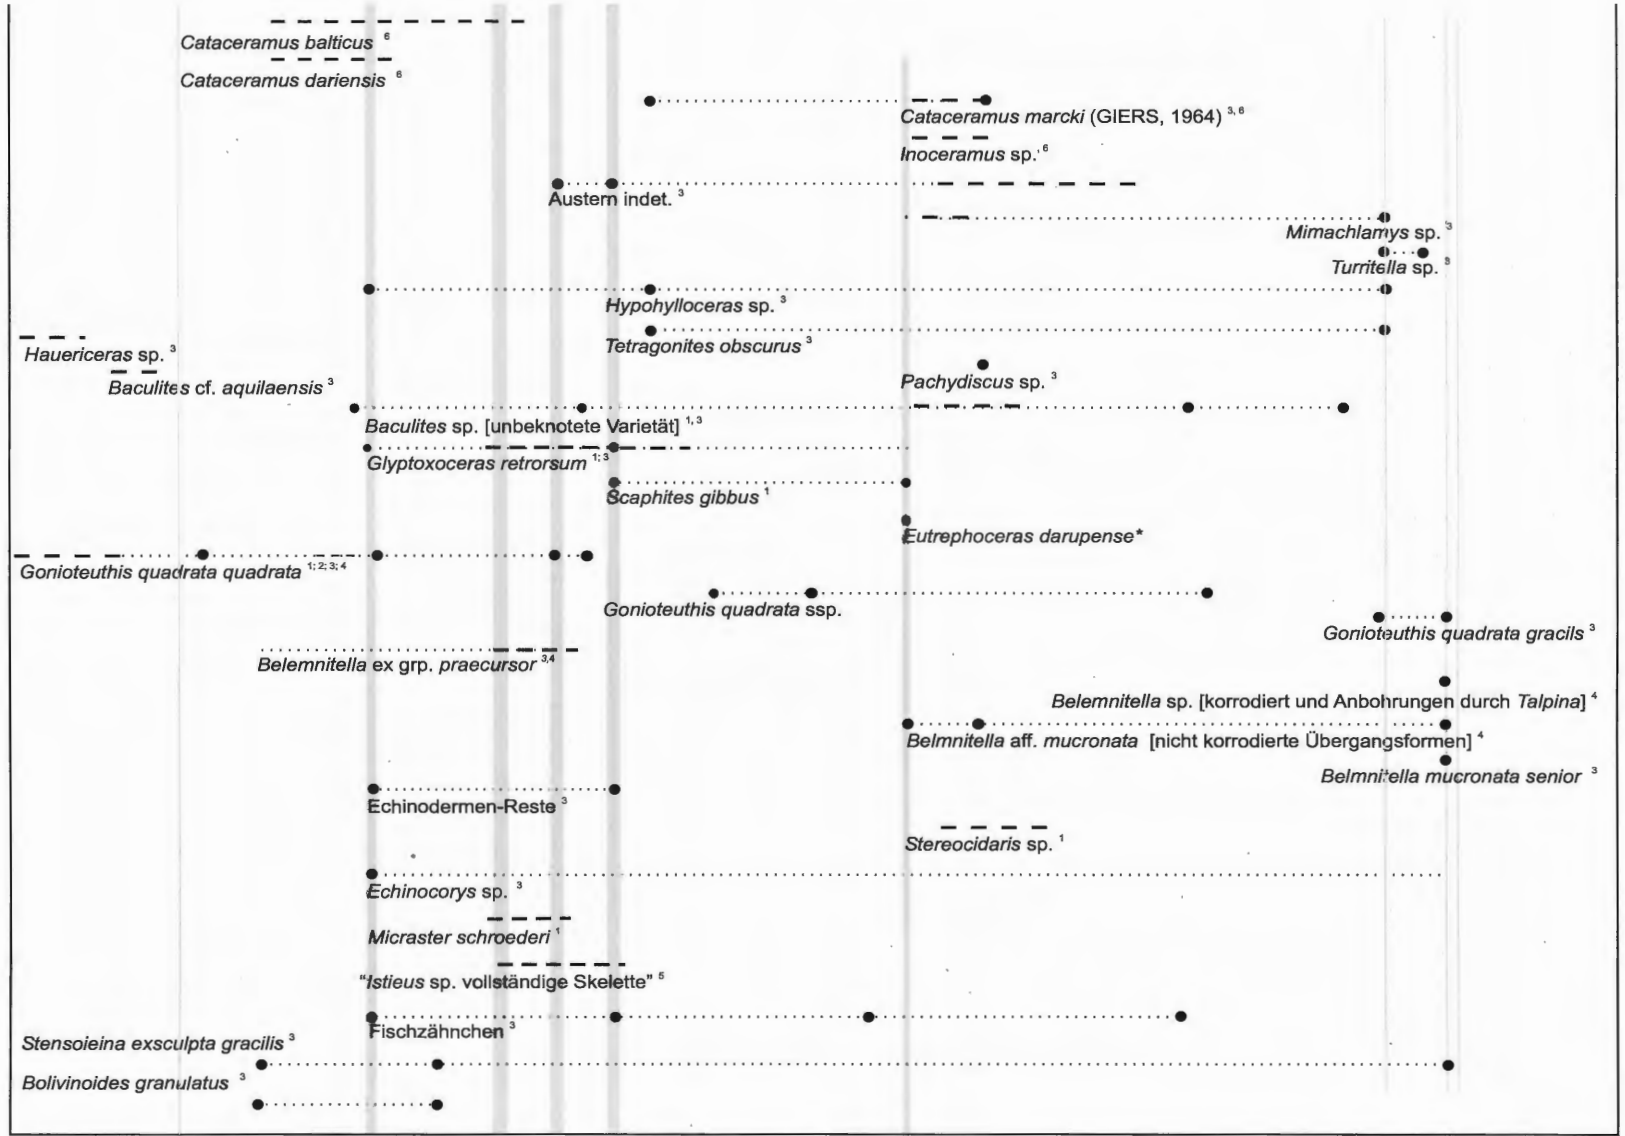 Cataceramus balticus 6
Cataceramus dariensis 6
Cataceramus marcki (GIERS, 1964) 3, 6
Inoceramus sp. 6
Austern indet. 3
Mimachlamys sp. 3
Turritella sp. 3
Hypohylloceras sp. 3
Tetragonites obscurus 3
Hauericeras sp. 3
Pachydiscus sp. 3
Baculites cf. aquilaensis 3
Baculites sp. [unbeknotete Varietät] 1, 3
Glyptoxoceras retrorsum 1; 3
Scaphites gibbus 1
Eutrephoceras darupense*
Gonioteuthis quadrata quadrata 1; 2; 3; 4
Gonioteuthis quadrata ssp.
Gonioteuthis quadrata gracils 3
Belemnitella ex grp. praecursor 3,4
Belemnitella sp. [korrodiert und Anbohrungen durch Talpina] 4
Belmnitella aff. mucronata [nicht korrodierte Übergangsformen] 4
Belmnitella mucronata senior 3
Echinodermen-Reste 3
Stereocidaris sp. 1
Echinocorys sp. 3
Micraster schroederi 1
"Istieus sp. vollständige Skelette" 5
Fischzähnchen 3
Stensoieina exsculpta gracilis 3
Bolivinoides granulatus 3